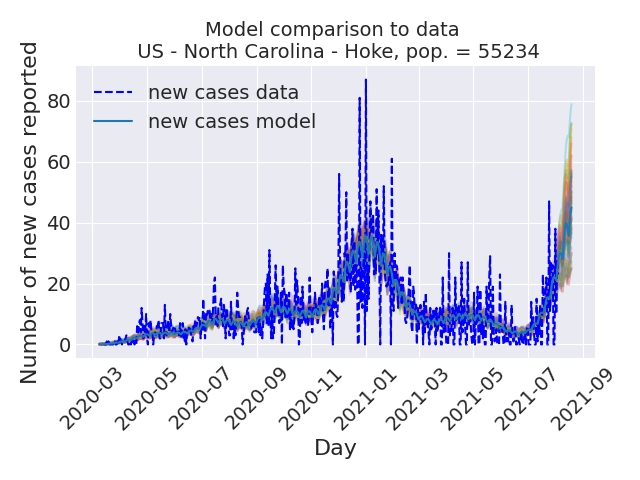 Model comparison to data
US - North Carolina - Hoke, pop. = 55234
Number of new cases reported
80
60
40
20
0
new cases data
new cases model
2020-03
2020-05
2020-07
2020-09
2020-11
2021-01
2021-03
2021-05
2021-07
2021-09
Day